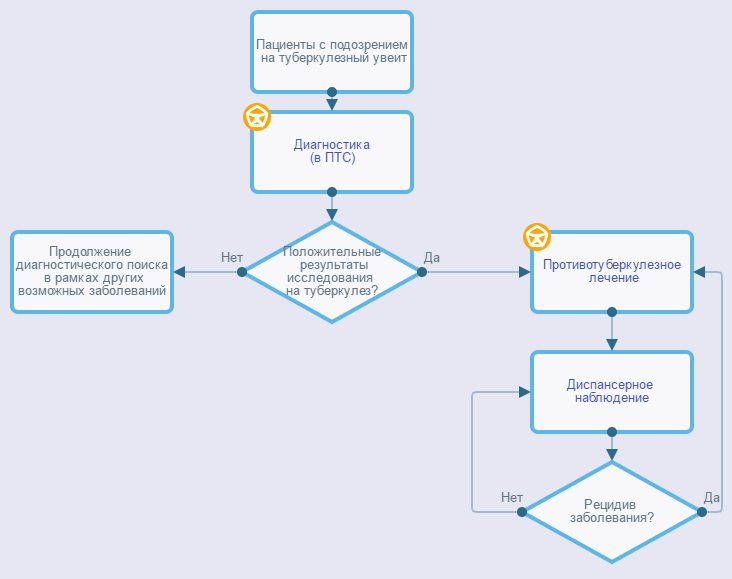 Пациенты с подозрением
на туберкулезный увеит
Диагностика
(в ПТС)
Нет
Положительные
результаты
исследования
на туберкулез?
Да
Продолжение
диагностического поиска
в рамках других
возможных заболеваний
Противотуберкулезное
лечение
Диспансерное
наблюдение
Нет
Рецидив
заболевания?
Да